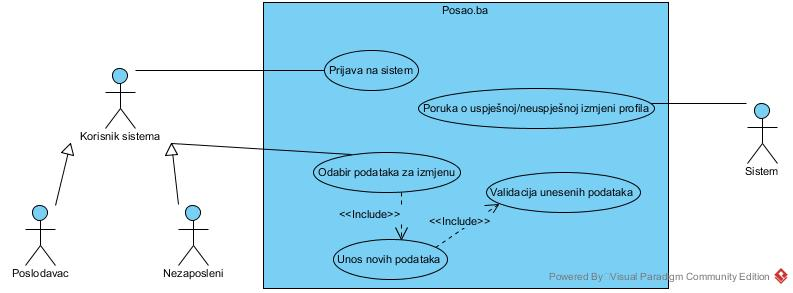 Posao.ba
Prijava na sistem
Poruka o uspješnoj/neuspješnoj izmjeni profila
Korisnik sistema
Sistem
Odabir podataka za izmjenu
Validacija unesenih podataka
<<Include>>
<<Include>>
Unos novih podataka
Poslodavac
Nezaposleni
Powered By Visual Paradigm Community Edition